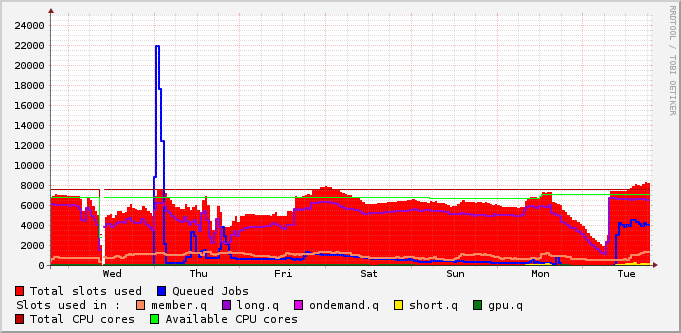 RRDTOOL / TOBI OETIKER
24000
22000
20000
18000
16000
14000
12000
10000
8000
6000
4000
2000
0
Wed Thu Fri Sat Sun Mon Tue
Total slots used Queued Jobs
Slots used in : member.q long.q ondemand.q short.q gpu.q
Total CPU cores Available CPU cores